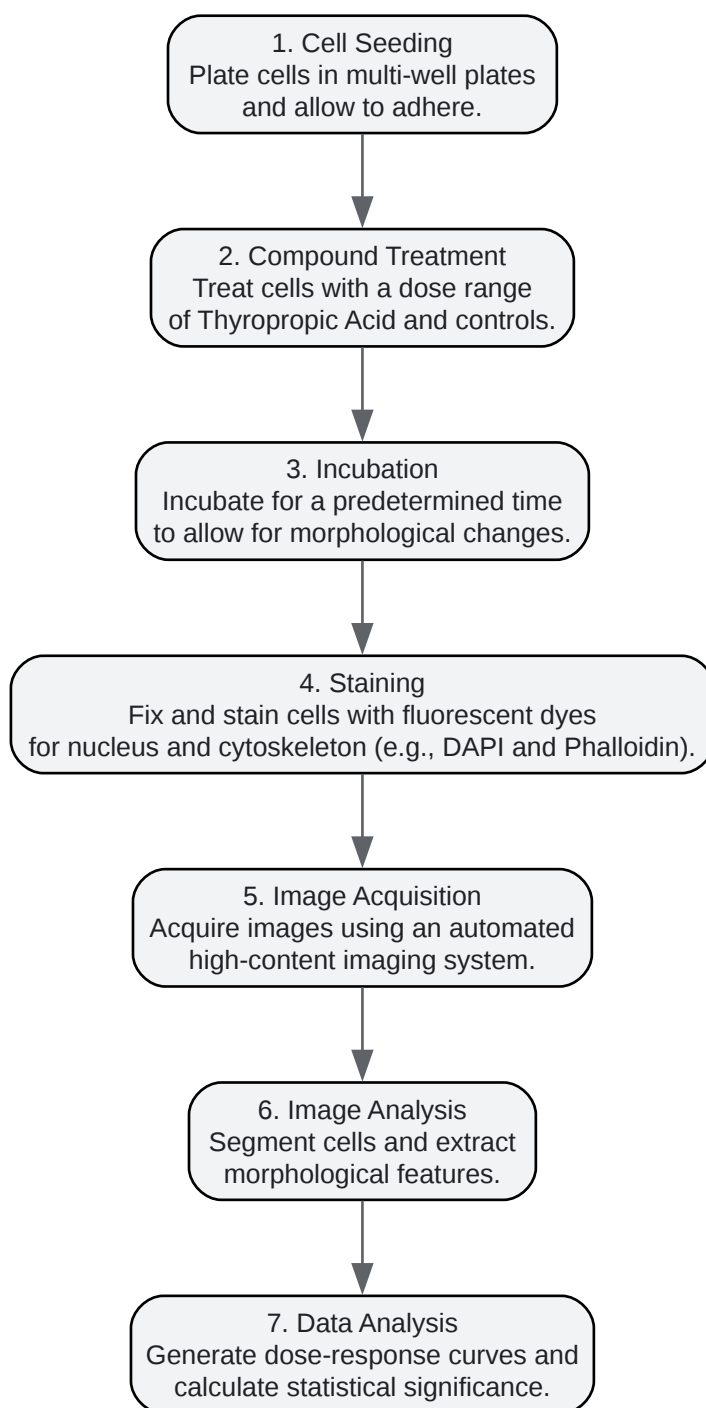 1. Cell Seeding
Plate cells in multi-well plates
and allow to adhere.
2. Compound Treatment
Treat cells with a dose range
of Thyropropic Acid and controls.
3. Incubation
Incubate for a predetermined time
to allow for morphological changes.
4. Staining
Fix and stain cells with fluorescent dyes
for nucleus and cytoskeleton (e.g., DAPI and Phalloidin).
5. Image Acquisition
Acquire images using an automated
high-content imaging system.
6. Image Analysis
Segment cells and extract
morphological features.
7. Data Analysis
Generate dose-response curves and
calculate statistical significance.